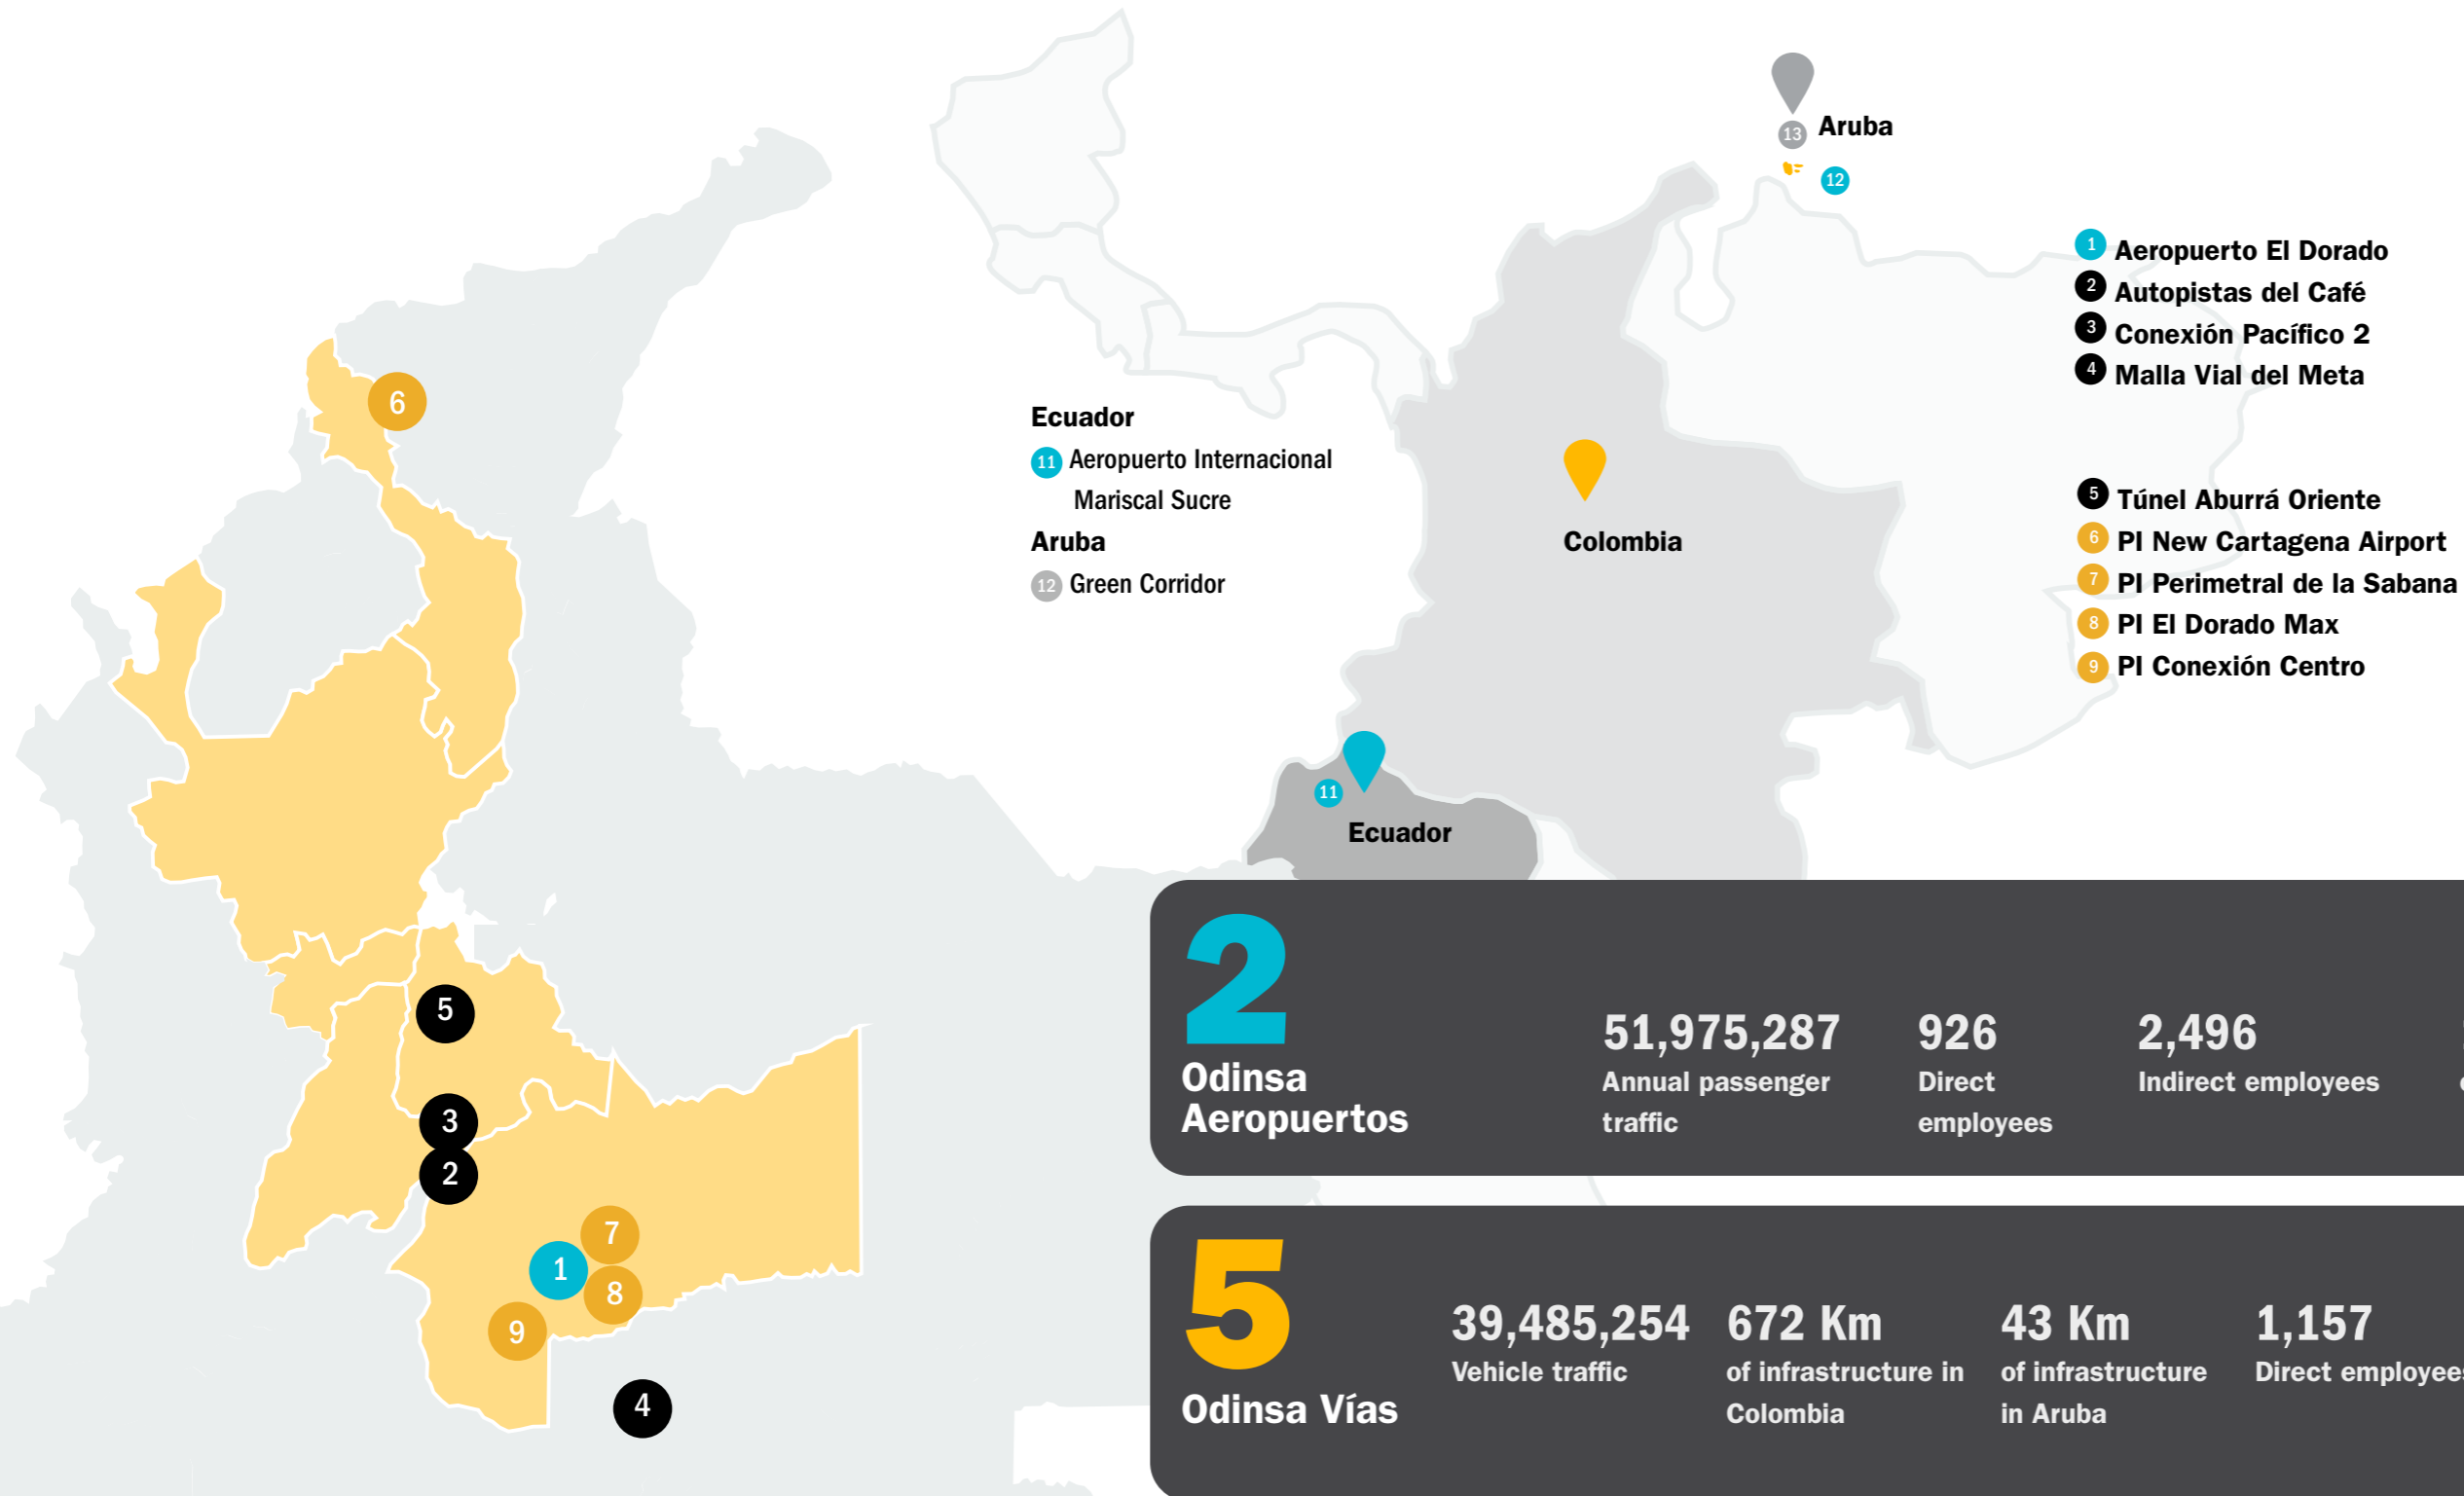 13 Aruba
12
1 Aeropuerto El Dorado
2 Autopistas del Café
3 Conexión Pacífico 2
4 Malla Vial del Meta
5 Túnel Aburrá Oriente
6 PI New Cartagena Airport
7 PI Perimetral de la Sabana
8 PI El Dorado Max
9 PI Conexión Centro
Ecuador
11 Aeropuerto Internacional
Mariscal Sucre
Aruba
12 Green Corridor
Colombia
11
Ecuador
6
5
3
2
7
1
8
9
4
2
Odinsa
Aeropuertos
51,975,287
Annual passenger
traffic
926
Direct
employees
2,496
Indirect employees
5
Odinsa Vías
39,485,254
Vehicle traffic
672 Km
of infrastructure in
Colombia
43 Km
of infrastructure
in Aruba
1,157
Direct employees